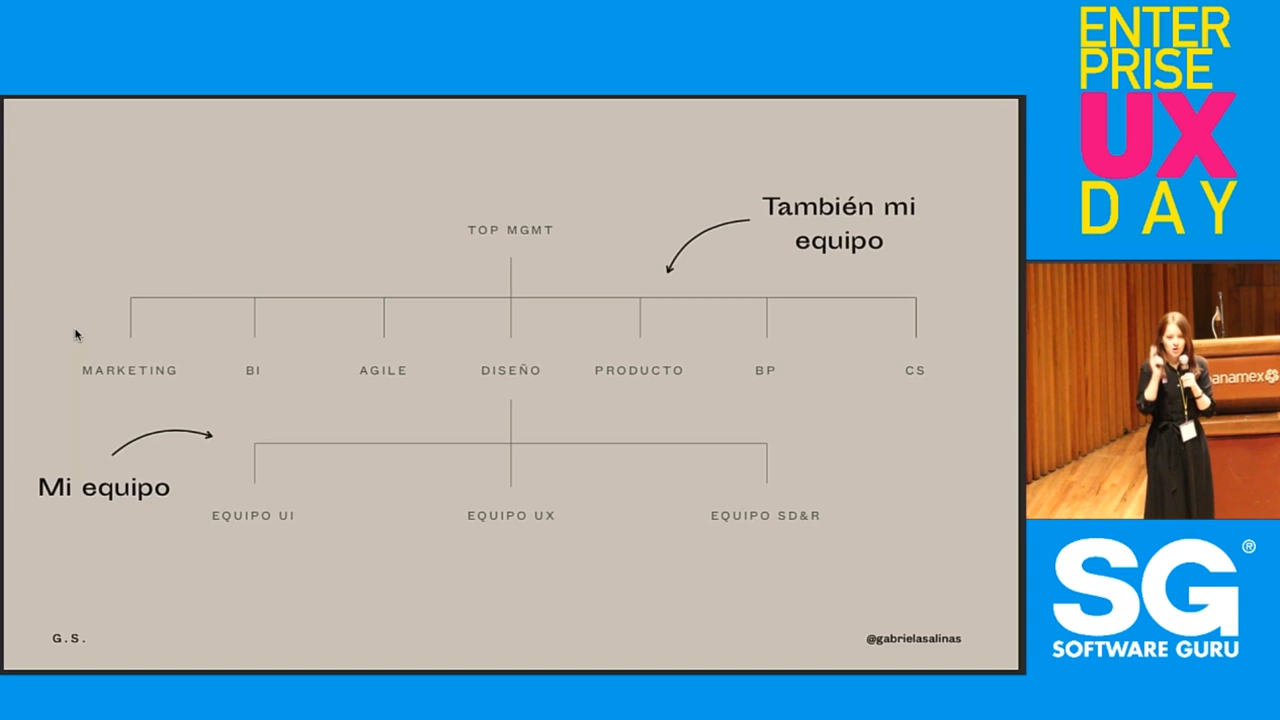 También mi
equipo
TOP MGMT
MARKETING BI AGILE DISEÑO PRODUCTO BP CS
Mi equipo
EQUIPO UI EQUIPO UX EQUIPO SD&R
G.S. @gabrielasalinas
ENTER
PRISE
UX
DAY
anamex
SG®
SOFTWARE GURU